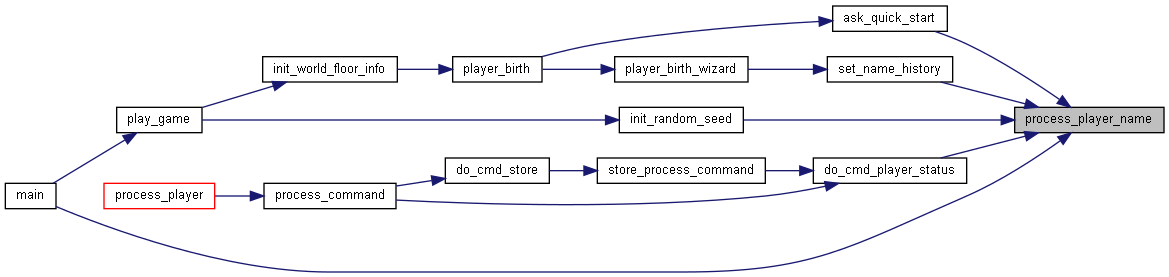 ask_quick_start
init_world_floor_info
player_birth
player_birth_wizard
set_name_history
play_game
init_random_seed
process_player_name
do_cmd_store
store_process_command
do_cmd_player_status
main
process_player
process_command